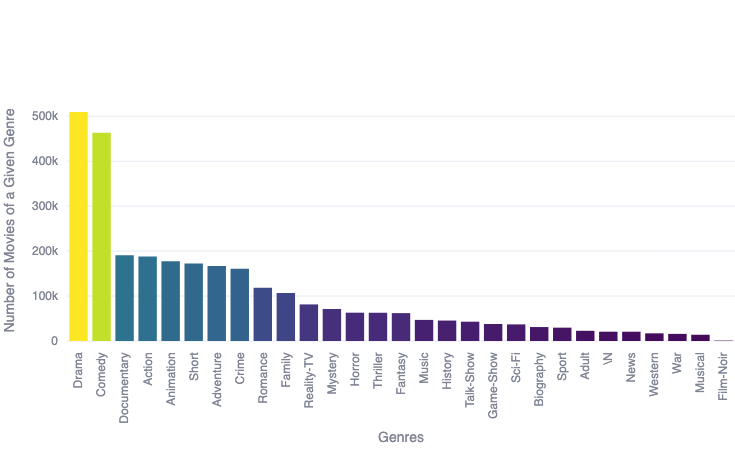 Number of Movies of a Given Genre
500k
400k
300k
200k
100k
0
Drama
Comedy
Documentary
Action
Animation
Short
Adventure
Crime
Romance
Family
Reality-TV
Mystery
Horror
Thriller
Fantasy
Music
History
Talk-Show
Game-Show
Sci-Fi
Biography
Sport
Adult
\N
News
Western
War
Musical
Film-Noir
Genres